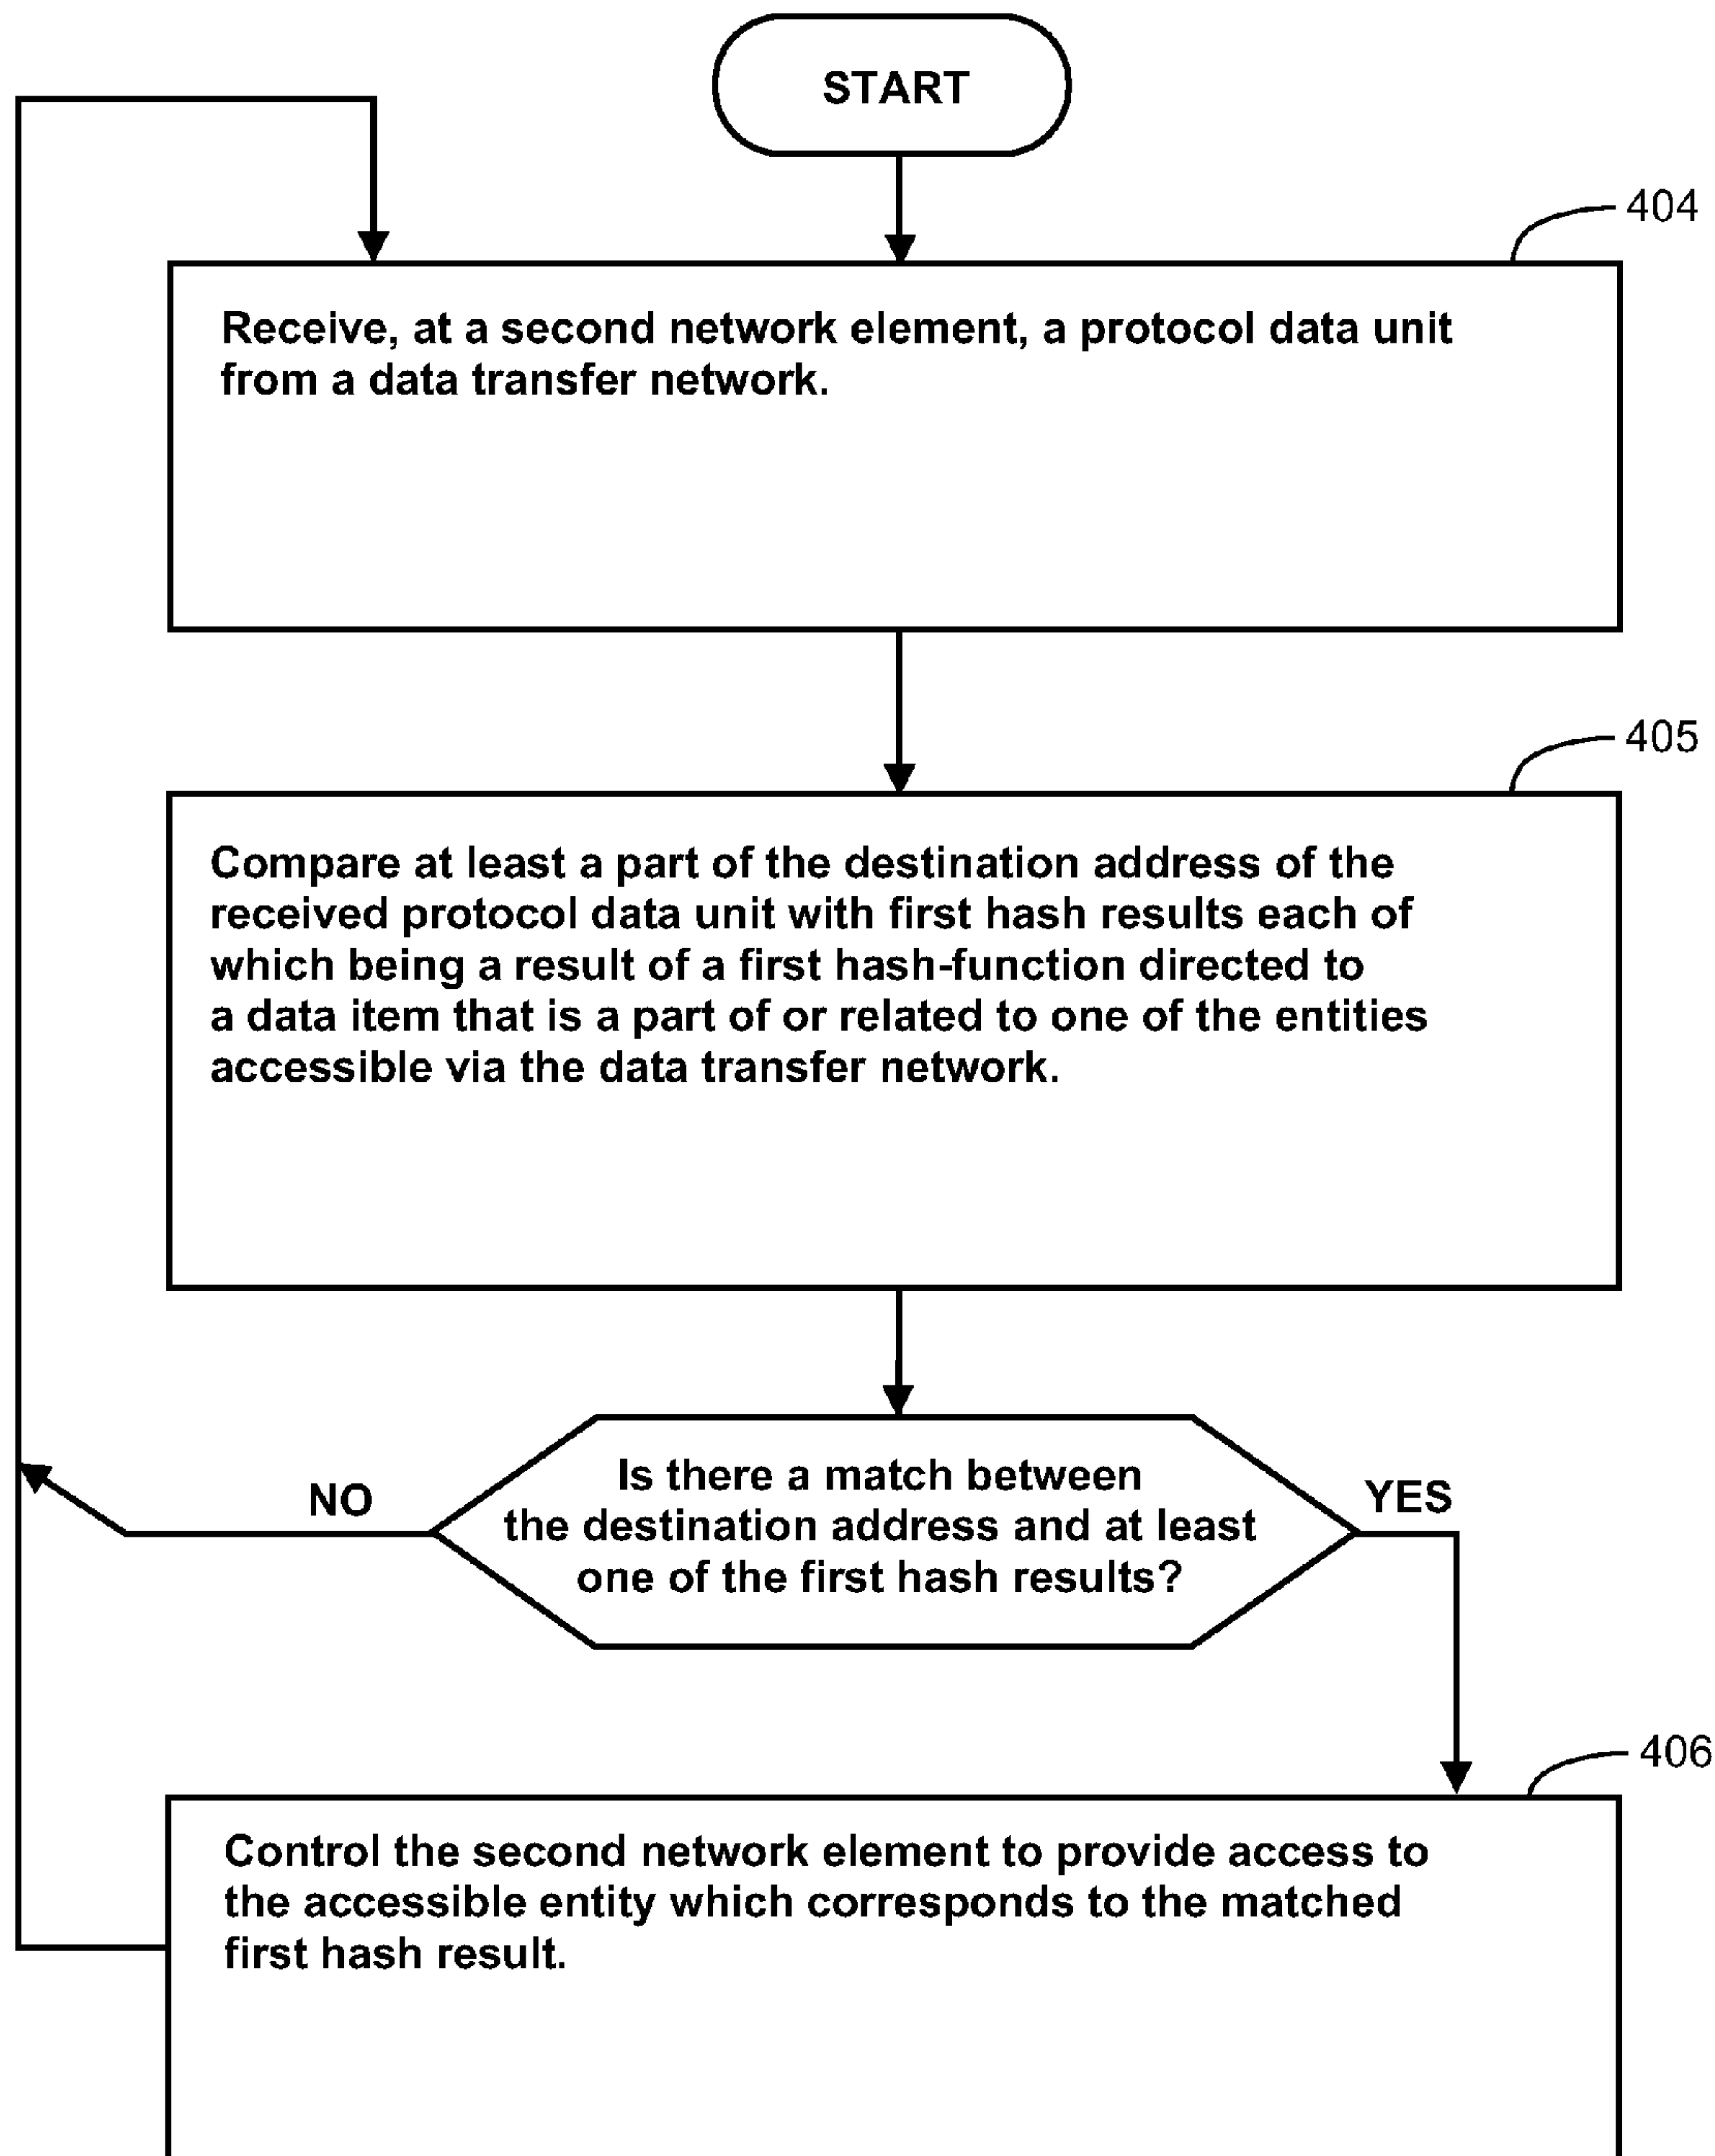 START
404
Receive, at a second network element, a protocol data unit
from a data transfer network.
405
Compare at least a part of the destination address of the
received protocol data unit with first hash results each of
which being a result of a first hash-function directed to
a data item that is a part of or related to one of the entities
accessible via the data transfer network.
Is there a match between
the destination address and at least
one of the first hash results?
NO
YES
406
Control the second network element to provide access to
the accessible entity which corresponds to the matched
first hash result.